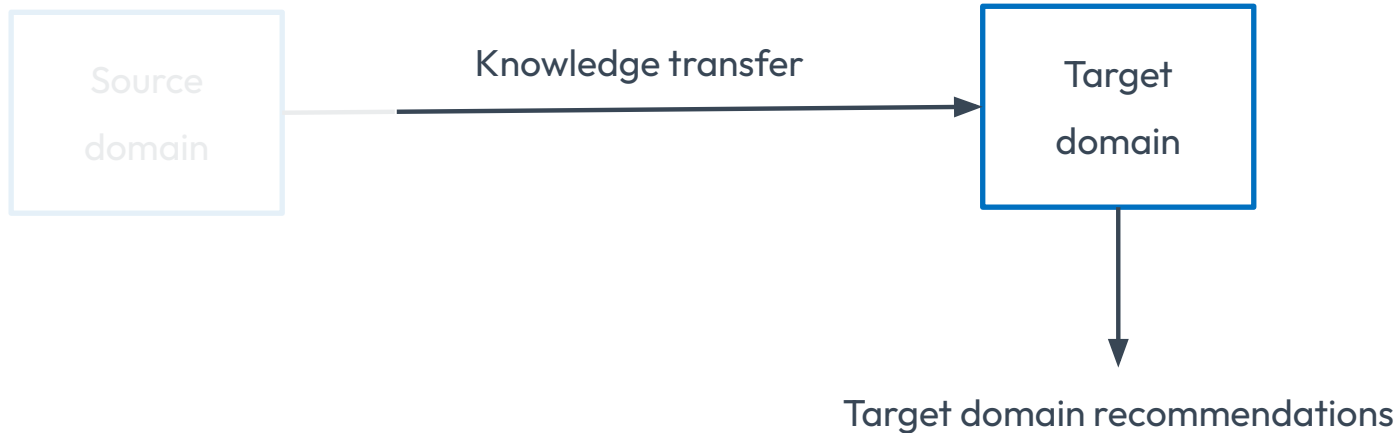 Source
domain
Knowledge transfer
Target
domain
Target domain recommendations